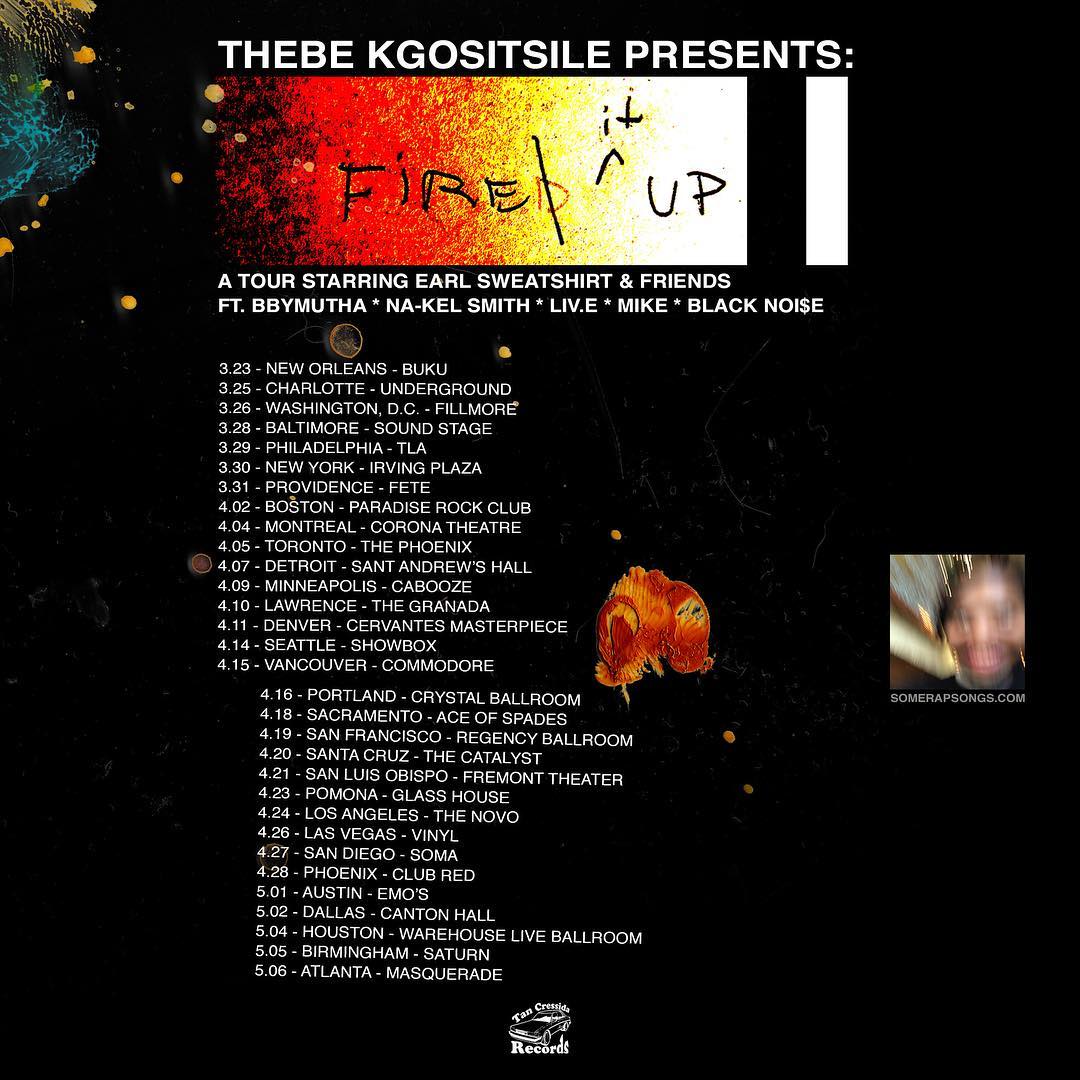 THEBE KGOSITSILE PRESENTS:
it
FIRED ^ UP
A TOUR STARRING EARL SWEATSHIRT & FRIENDS
FT. BBYMUTHA * NA-KEL SMITH * LIV.E * MIKE * BLACK NOI$E
3.23 - NEW ORLEANS - BUKU
3.25 - CHARLOTTE - UNDERGROUND
3.26 - WASHINGTON, D.C. - FILLMORE
3.28 - BALTIMORE - SOUND STAGE
3.29 - PHILADELPHIA - TLA
3.30 - NEW YORK - IRVING PLAZA
3.31 - PROVIDENCE - FETE
4.02 - BOSTON - PARADISE ROCK CLUB
4.04 - MONTREAL - CORONA THEATRE
4.05 - TORONTO - THE PHOENIX
4.07 - DETROIT - SANT ANDREW'S HALL
4.09 - MINNEAPOLIS - CABOOZE
4.10 - LAWRENCE - THE GRANADA
4.11 - DENVER - CERVANTES MASTERPIECE
4.14 - SEATTLE - SHOWBOX
4.15 - VANCOUVER - COMMODORE
4.16 - PORTLAND - CRYSTAL BALLROOM
4.18 - SACRAMENTO - ACE OF SPADES
4.19 - SAN FRANCISCO - REGENCY BALLROOM
4.20 - SANTA CRUZ - THE CATALYST
4.21 - SAN LUIS OBISPO - FREMONT THEATER
4.23 - POMONA - GLASS HOUSE
4.24 - LOS ANGELES - THE NOVO
4.26 - LAS VEGAS - VINYL
4.27 - SAN DIEGO - SOMA
4.28 - PHOENIX - CLUB RED
5.01 - AUSTIN - EMO'S
5.02 - DALLAS - CANTON HALL
5.04 - HOUSTON - WAREHOUSE LIVE BALLROOM
5.05 - BIRMINGHAM - SATURN
5.06 - ATLANTA - MASQUERADE
SOMERAPSONGS.COM
Tan Cressida
Records